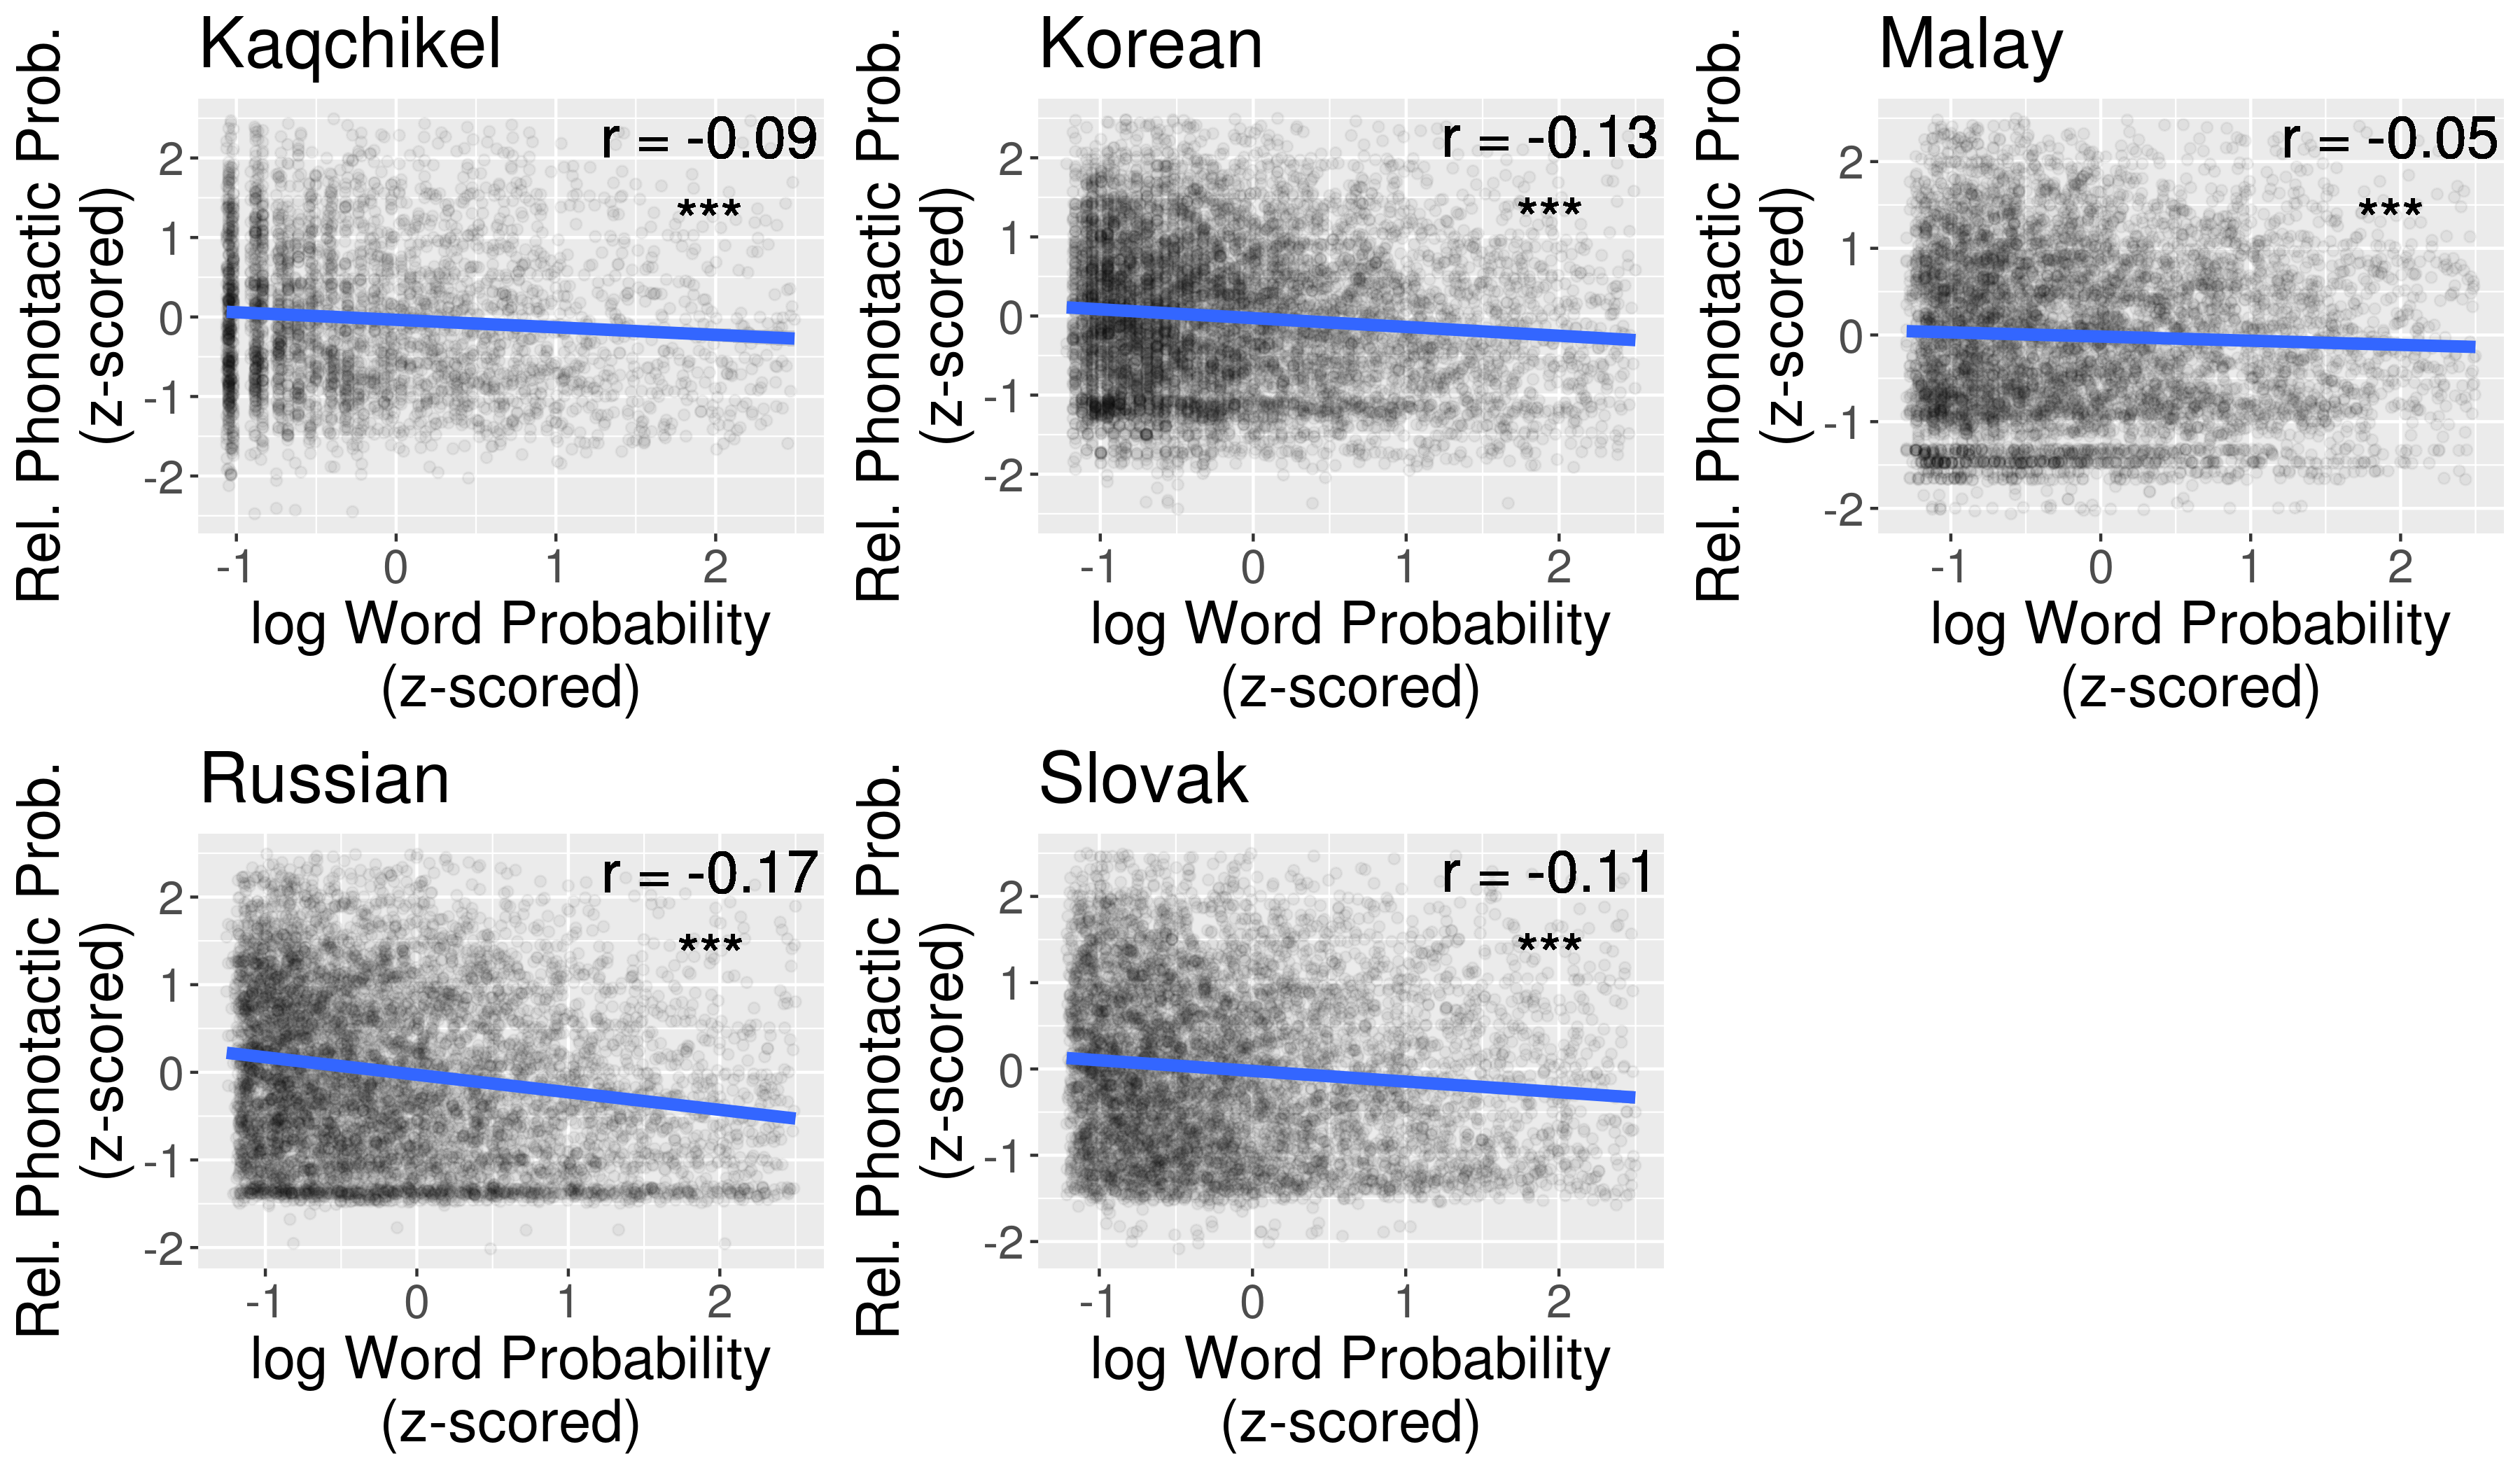 Kaqchikel
Rel. Phonotactic Prob.
(z-scored)
2
1
0
-1
-2
r = -0.09
***
-1 0 1 2
log Word Probability
(z-scored)
Korean
Rel. Phonotactic Prob.
(z-scored)
2
1
0
-1
-2
r = -0.13
***
-1 0 1 2
log Word Probability
(z-scored)
Malay
Rel. Phonotactic Prob.
(z-scored)
2
1
0
-1
-2
r = -0.05
***
-1 0 1 2
log Word Probability
(z-scored)
Russian
Rel. Phonotactic Prob.
(z-scored)
2
1
0
-1
-2
r = -0.17
***
-1 0 1 2
log Word Probability
(z-scored)
Slovak
Rel. Phonotactic Prob.
(z-scored)
2
1
0
-1
-2
r = -0.11
***
-1 0 1 2
log Word Probability
(z-scored)